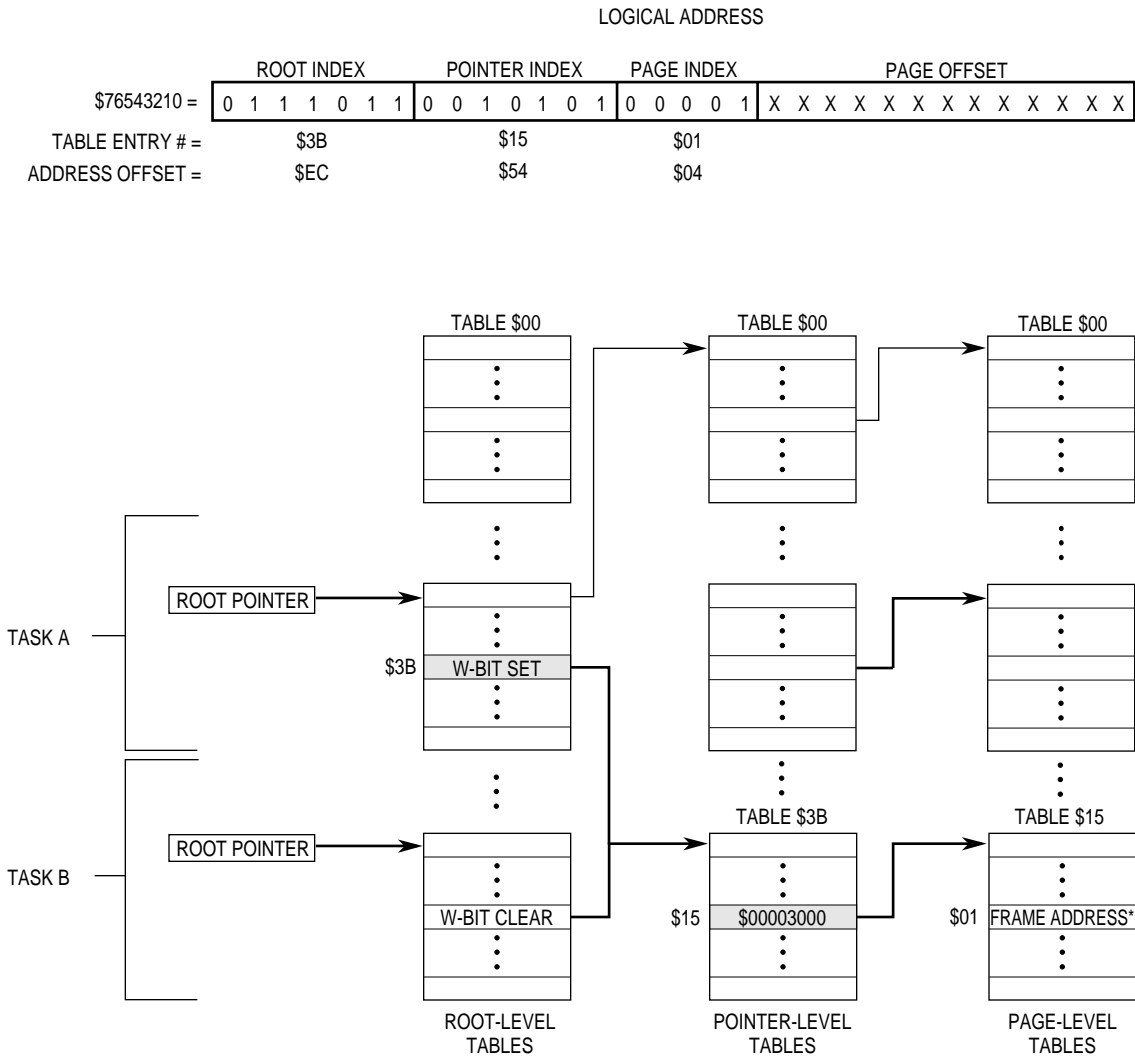 LOGICAL ADDRESS
ROOT INDEX POINTER INDEX PAGE INDEX PAGE OFFSET
$76543210 = 0 1 1 1 0 1 1 0 0 1 0 1 0 1 0 0 0 0 1 X X X X X X X X X X X X X
TABLE ENTRY # = $3B $15 $01
ADDRESS OFFSET = $EC $54 $04
TABLE $00 TABLE $00 TABLE $00
ROOT POINTER
TASK A
$3B W-BIT SET
TABLE $3B TABLE $15
ROOT POINTER
TASK B
W-BIT CLEAR $15 $00003000 $01 FRAME ADDRESS*
ROOT-LEVEL POINTER-LEVEL PAGE-LEVEL
TABLES TABLES TABLES